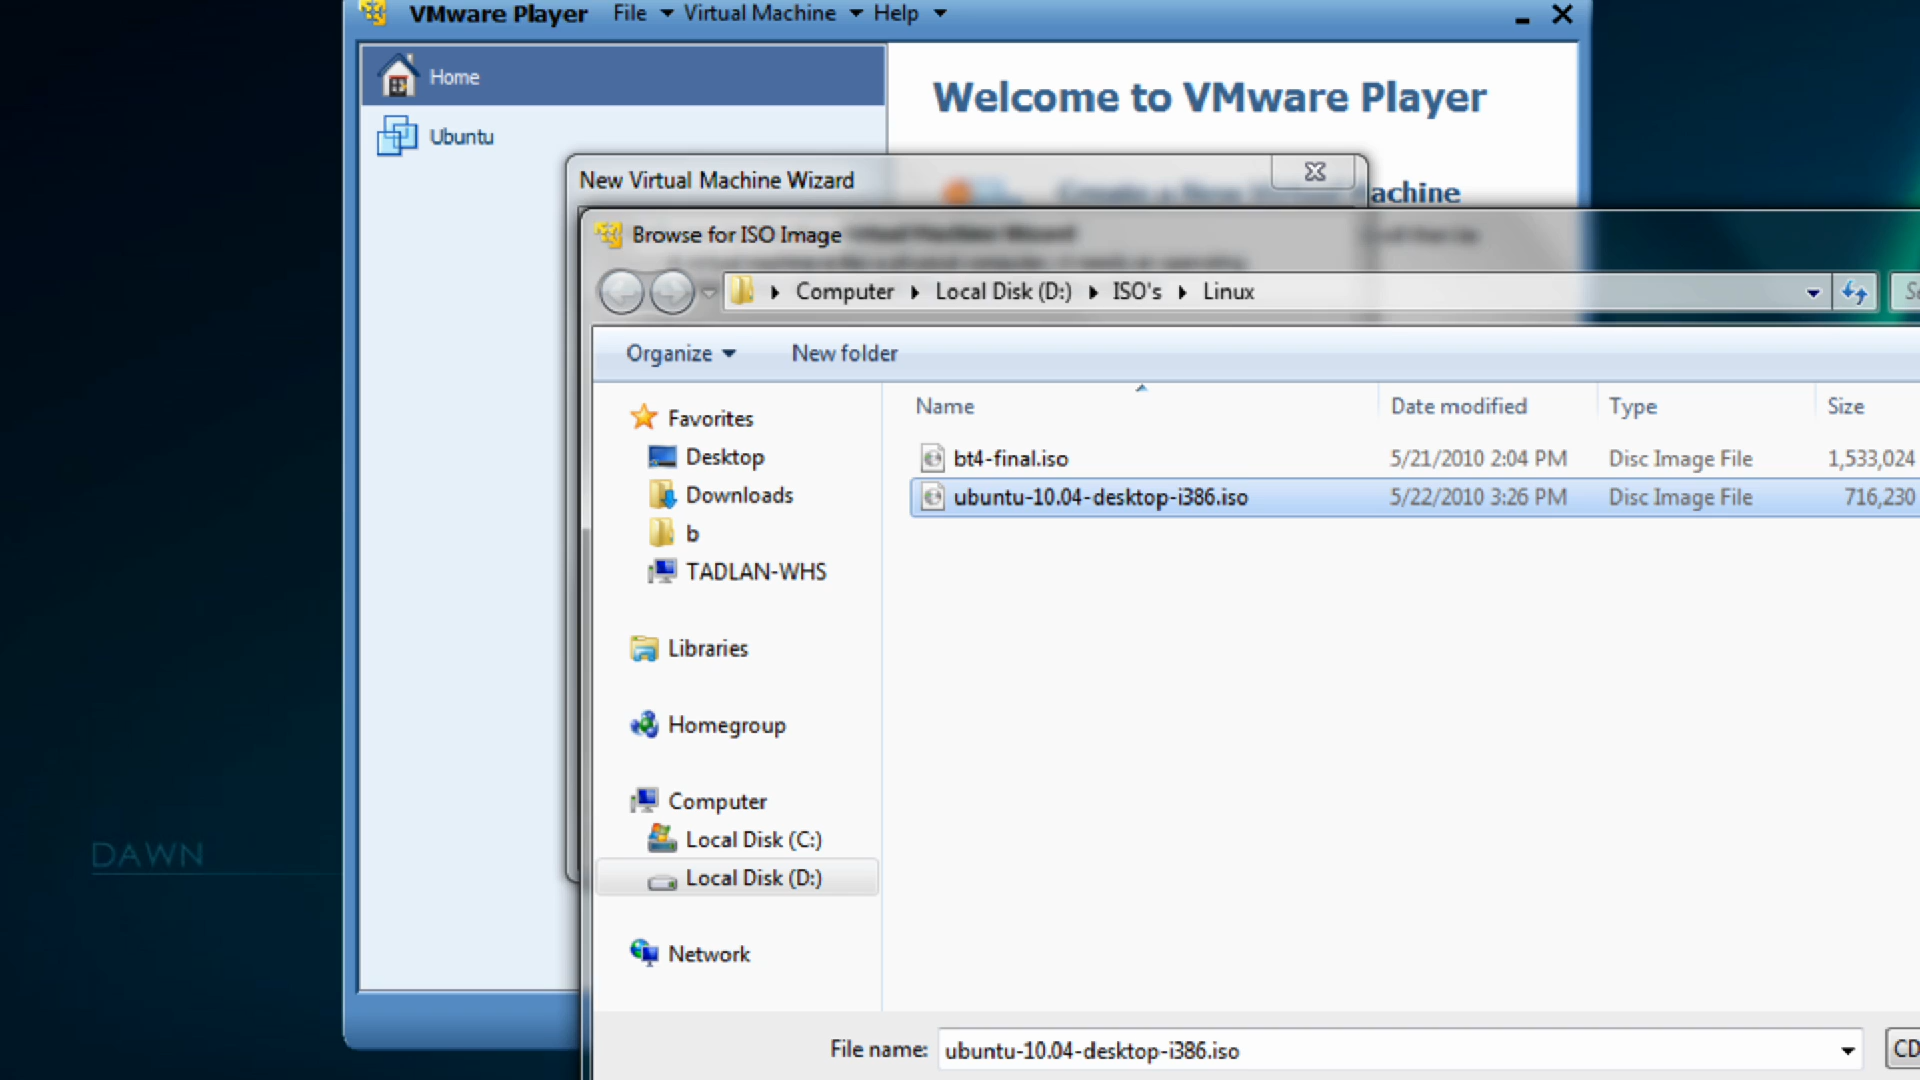 VMware Player File Virtual Machine Help
Home
Ubuntu
Welcome to VMware Player
New Virtual Machine Wizard
achine
Browse for ISO Image
Computer Local Disk (D:) ISO's Linux
Organize New folder
Name Date modified Type Size
Favorites
Desktop
Downloads
b
TADLAN-WHS
Libraries
Homegroup
Computer
Local Disk (C:)
Local Disk (D:)
Network
bt4-final.iso 5/21/2010 2:04 PM Disc Image File 1,533,024
ubuntu-10.04-desktop-i386.iso 5/22/2010 3:26 PM Disc Image File 716,230
DAWN
File name: ubuntu-10.04-desktop-i386.iso
CD